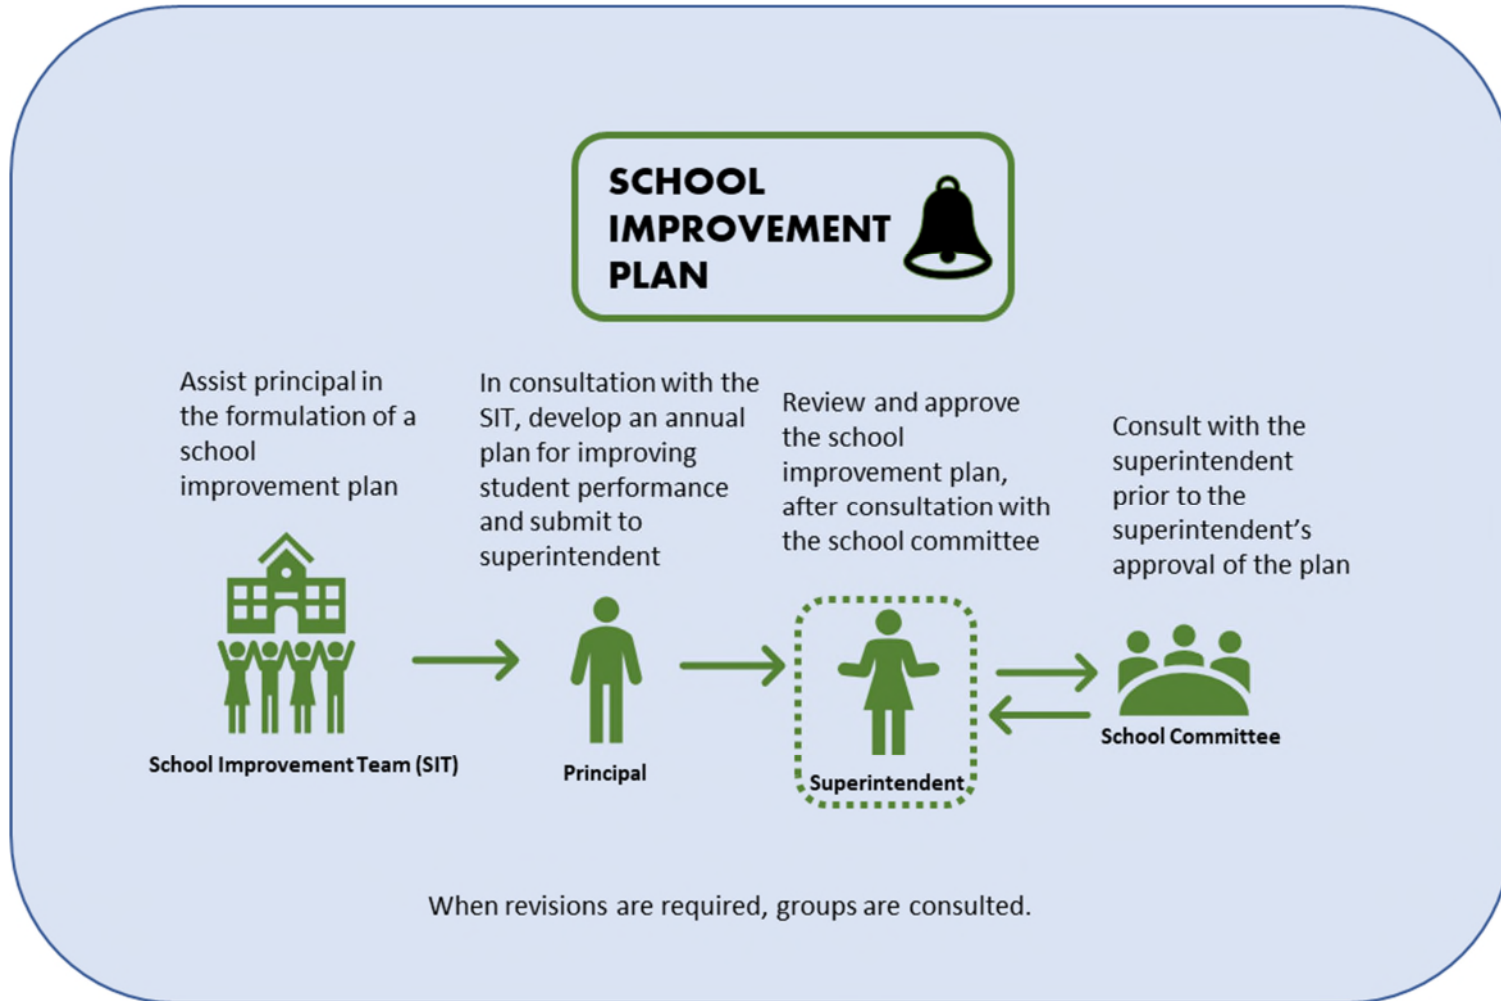 SCHOOL
IMPROVEMENT
PLAN
Assist principal in
the formulation of a
school
improvement plan
School Improvement Team (SIT)
In consultation with the
SIT, develop an annual
plan for improving
student performance
and submit to
superintendent
Principal
Review and approve
the school
improvement plan,
after consultation with
the school committee
Superintendent
Consult with the
superintendent
prior to the
superintendent’s
approval of the plan
School Committee
When revisions are required, groups are consulted.